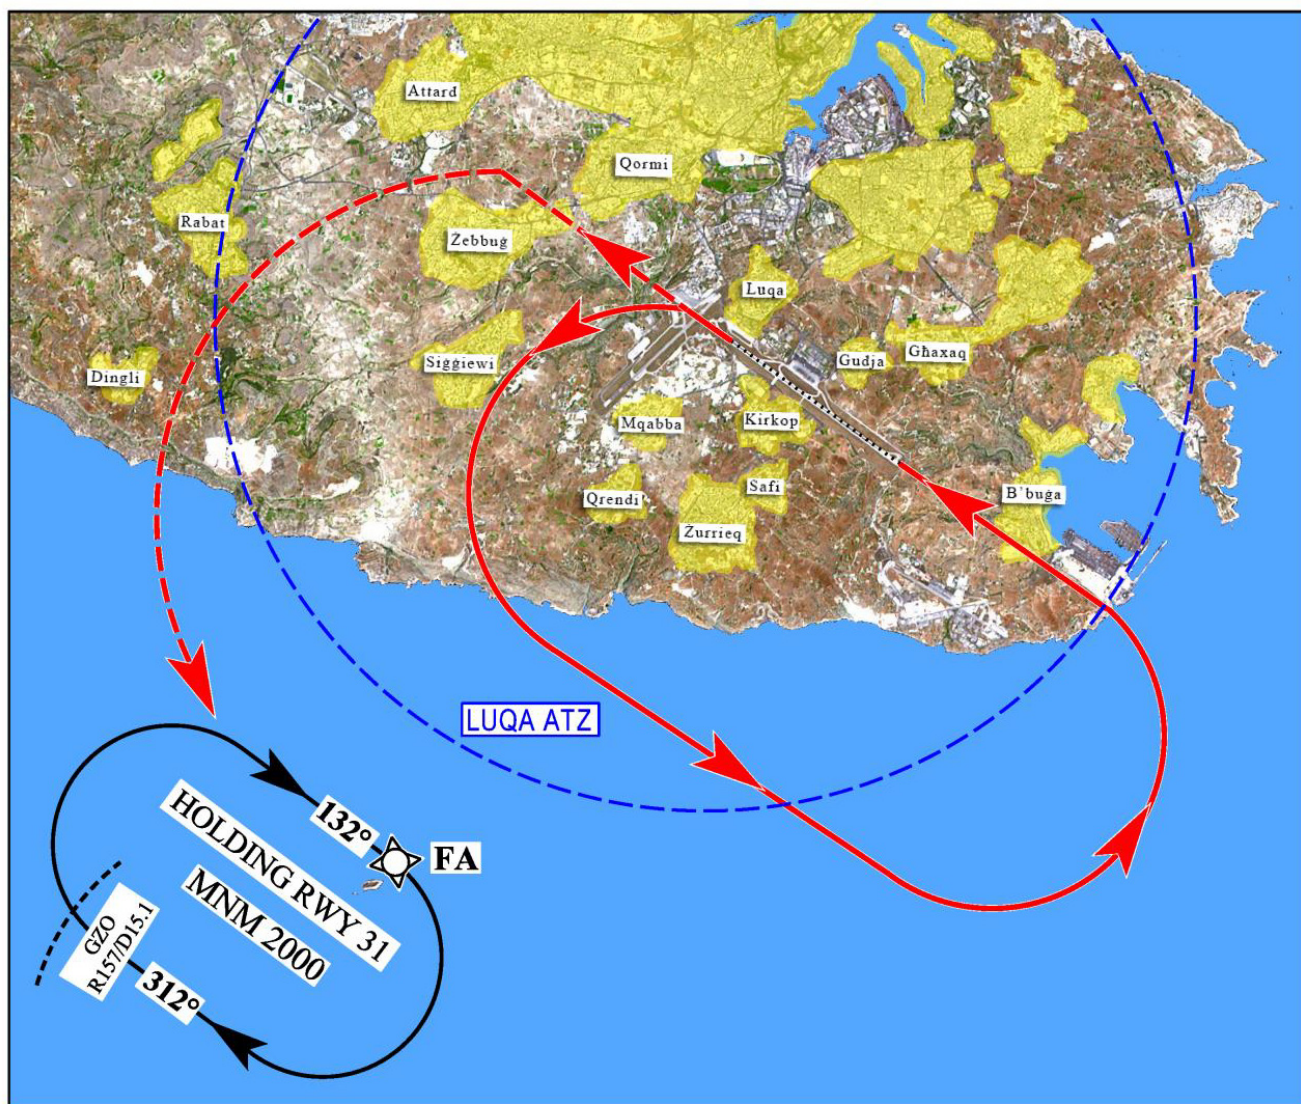 Attard
Qormi
Rabat
Żebbuġ
Luqa
Gudja
Għaxaq
Siġġiewi
Dingli
Mqabba
Kirkop
Safi
Qrendi
Żurrieq
B'buġa
LUQA ATZ
132°
FA
HOLDING RWY 31
MNM 2000
GZO
R157/D15.1
312°